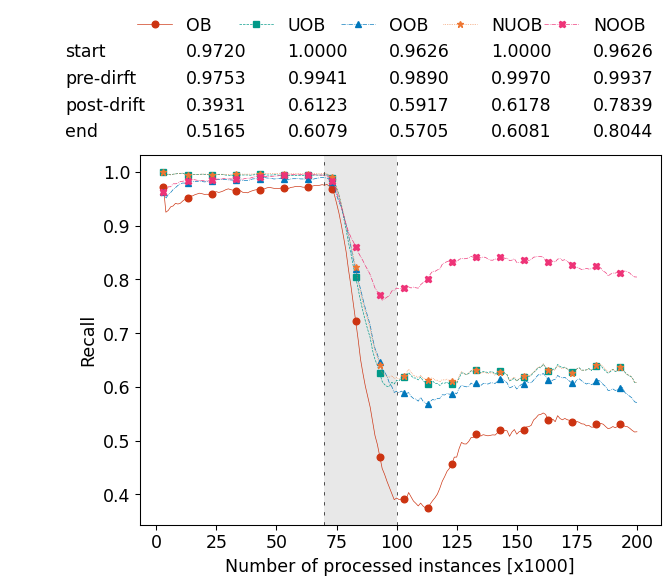 OB UOB OOB NUOB NOOB
start 0.9720 1.0000 0.9626 1.0000 0.9626
pre-dirft 0.9753 0.9941 0.9890 0.9970 0.9937
post-drift 0.3931 0.6123 0.5917 0.6178 0.7839
end 0.5165 0.6079 0.5705 0.6081 0.8044
1.0
0.9
0.8
0.7
0.6
0.5
0.4
Recall
0 25 50 75 100 125 150 175 200
Number of processed instances [x1000]